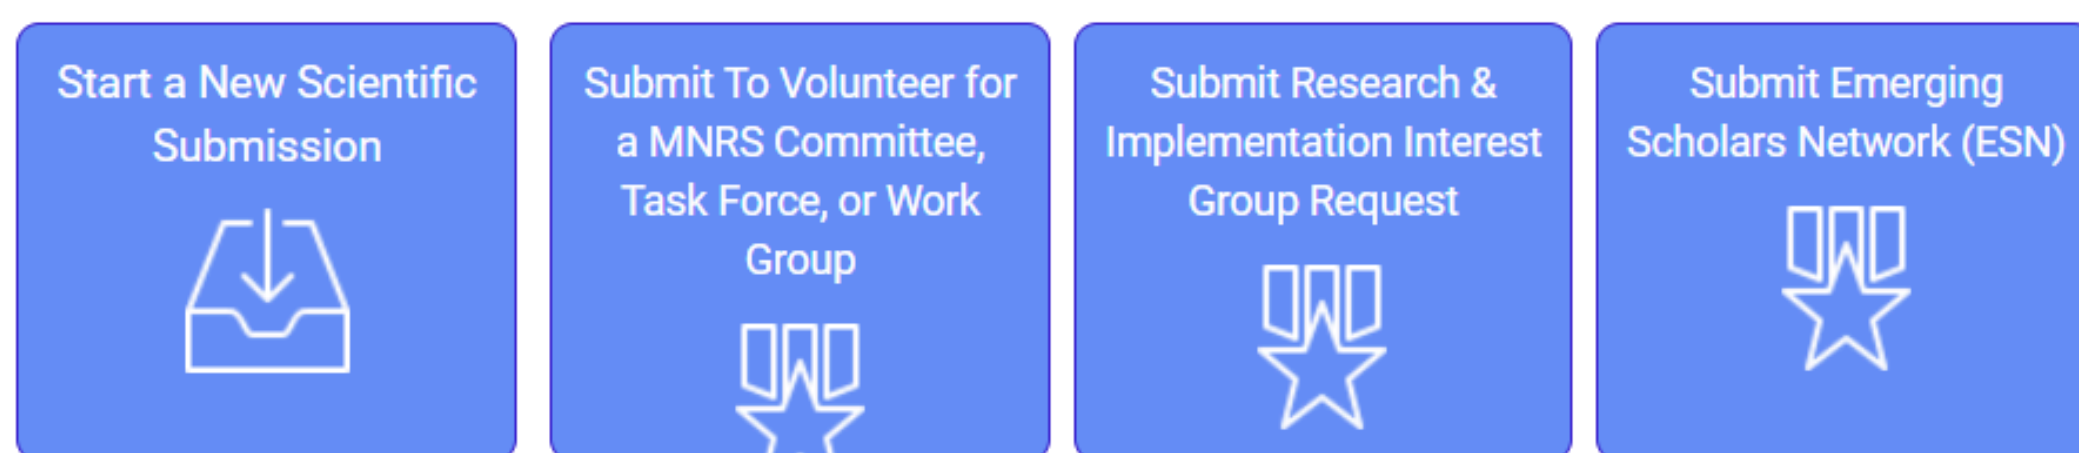 Start a New Scientific
Submission
Submit To Volunteer for
a MNRS Committee,
Task Force, or Work
Group
Submit Research &
Implementation Interest
Group Request
Submit Emerging
Scholars Network (ESN)